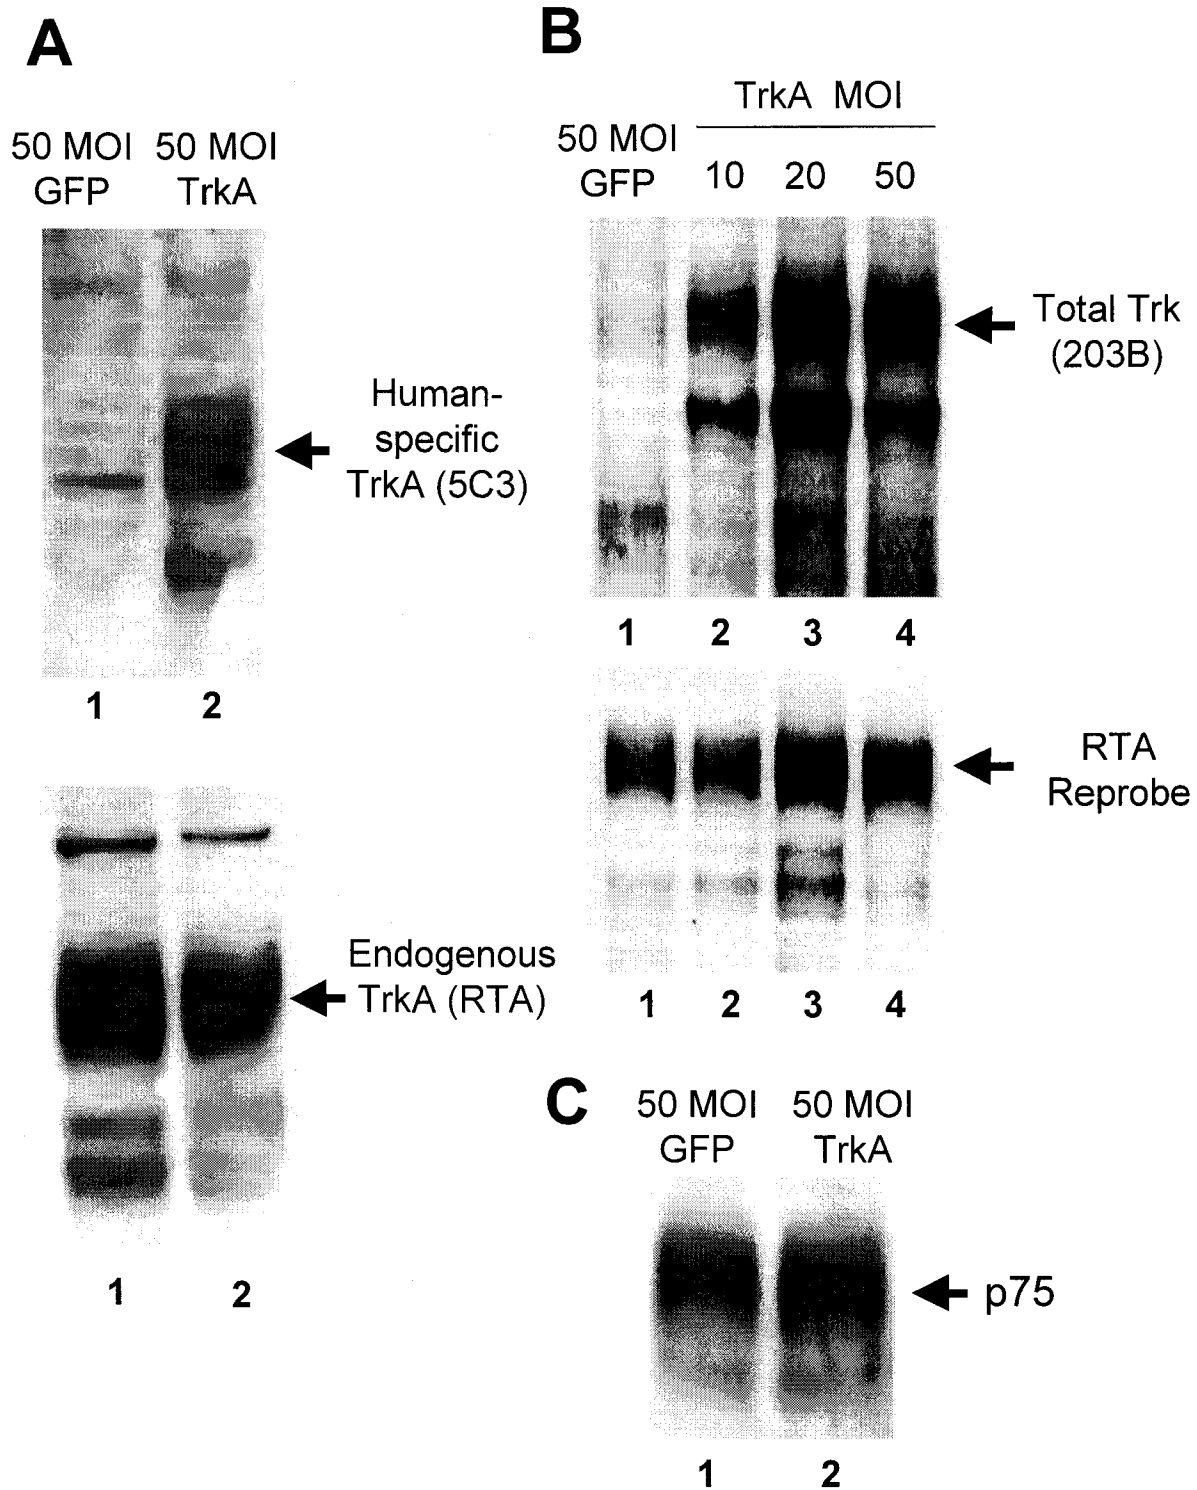 A
50 MOI 50 MOI
GFP TrkA
Human-
specific
TrkA (5C3)
1 2
Endogenous
TrkA (RTA)
1 2
B
TrkA MOI
50 MOI
GFP
10 20 50
Total Trk
(203B)
1 2 3 4
RTA
Reprobe
1 2 3 4
C
50 MOI 50 MOI
GFP TrkA
p75
1 2